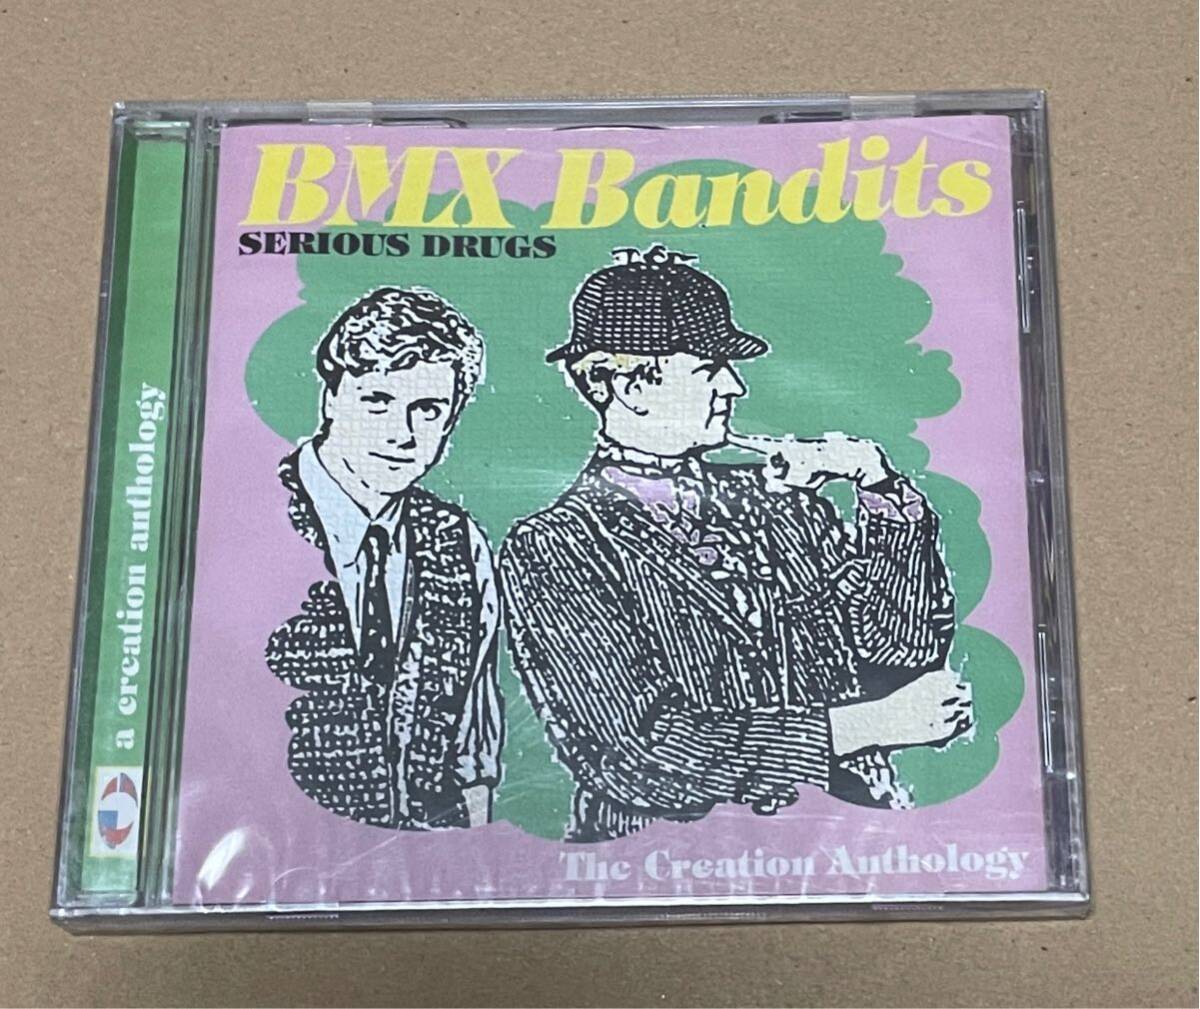 BMX Bandits
SERIOUS DRUGS
a creation anthology
The Creation Anthology